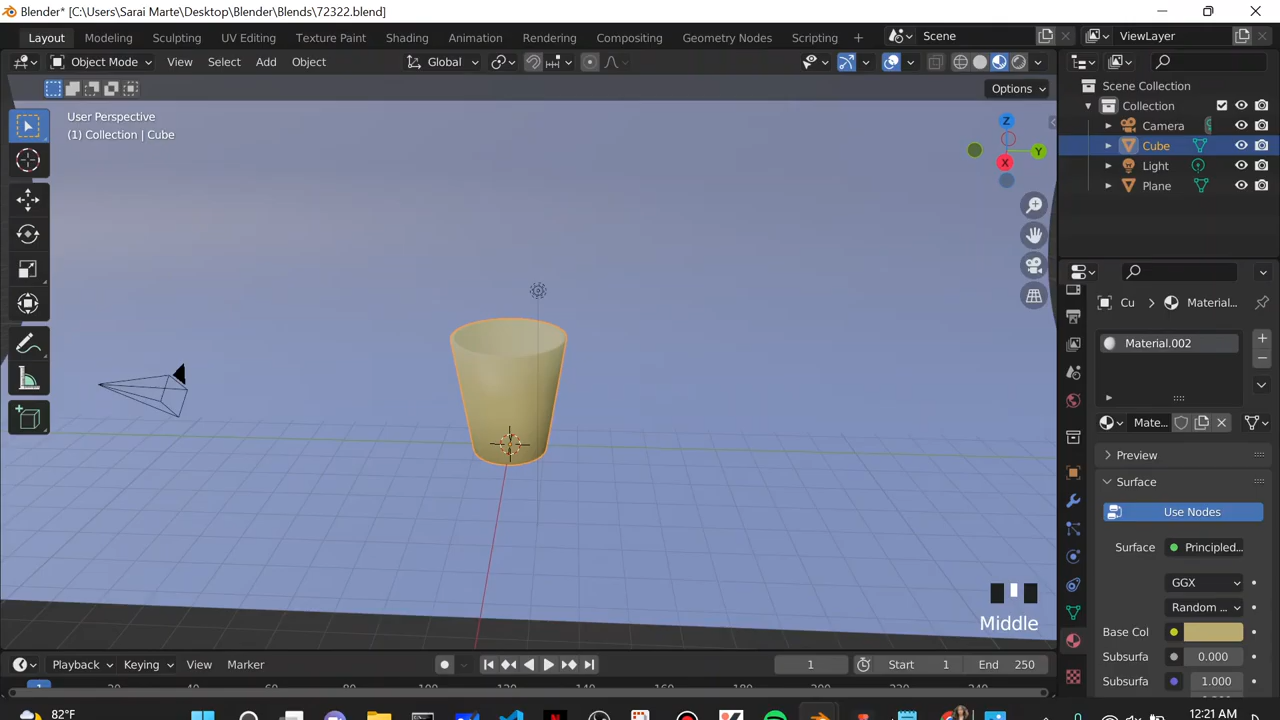 Blender* [C:\Users\Sarai Marte\Desktop\Blender\Blends\72322.blend]
Layout Modeling Sculpting UV Editing Texture Paint Shading Animation Rendering Compositing Geometry Nodes Scripting + Scene ViewLayer
Object Mode View Select Add Object Global
Options
User Perspective
(1) Collection | Cube
Z
Y
X
Scene Collection
Collection
Camera
Cube
Light
Plane
Cu > Material...
Material.002
Mate...
Preview
Surface
Use Nodes
Surface Principled...
GGX
Random ...
Base Col
Subsurfa 0.000
Subsurfa 1.000
Middle
Playback Keying View Marker 1 Start 1 End 250
1
82°F
12:21 AM